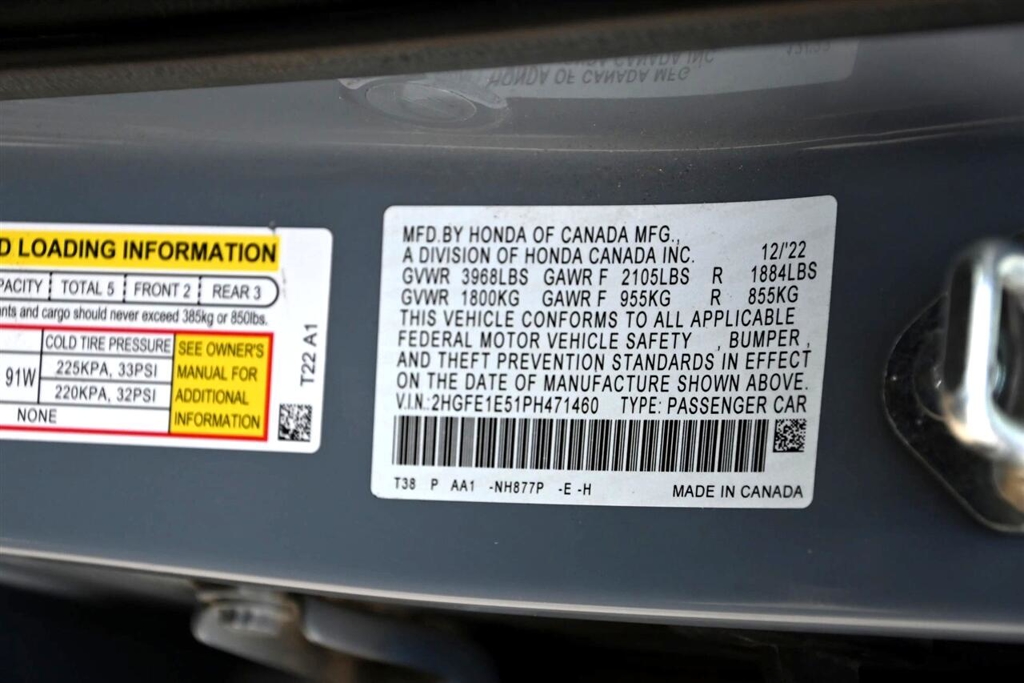 D LOADING INFORMATION
PACITY TOTAL 5 FRONT 2 REAR 3
nts and cargo should never exceed 385kg or 850lbs.
COLD TIRE PRESSURE
91W 225KPA, 33PSI
220KPA, 32PSI
NONE
SEE OWNER'S
MANUAL FOR
ADDITIONAL
INFORMATION
T22 A1
MFD.BY HONDA OF CANADA MFG.,
A DIVISION OF HONDA CANADA INC. 12/'22
GVWR 3968LBS GAWR F 2105LBS R 1884LBS
GVWR 1800KG GAWR F 955KG R 855KG
THIS VEHICLE CONFORMS TO ALL APPLICABLE
FEDERAL MOTOR VEHICLE SAFETY , BUMPER ,
AND THEFT PREVENTION STANDARDS IN EFFECT
ON THE DATE OF MANUFACTURE SHOWN ABOVE.
V.I.N.:2HGFE1E51PH471460 TYPE: PASSENGER CAR
T38 P AA1 -NH877P -E -H MADE IN CANADA